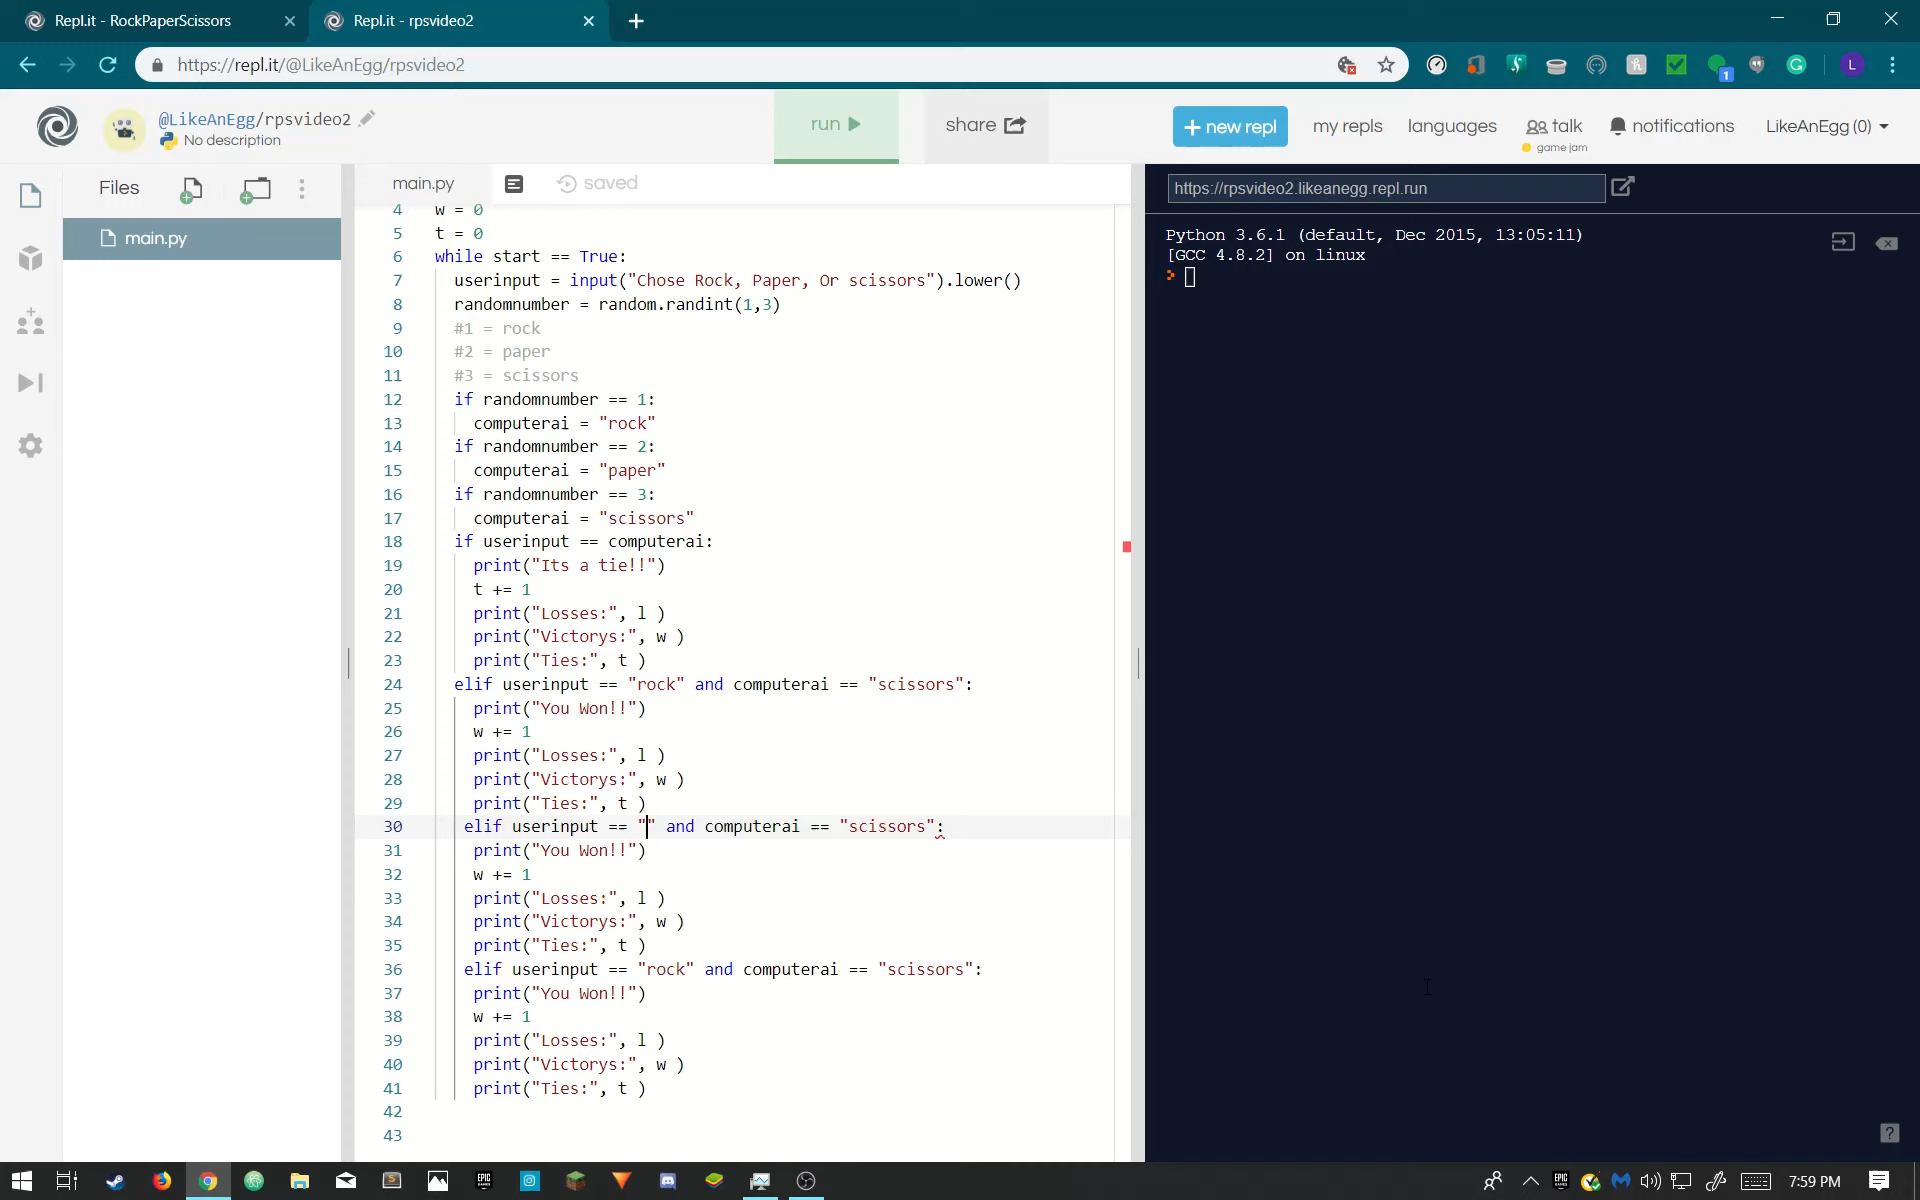 Repl.it - RockPaperScissors
Repl.it - rpsvideo2
https://repl.it/@LikeAnEgg/rpsvideo2
1
L
@LikeAnEgg/rpsvideo2
No description
run
share
+ new repl
my repls
languages
talk
game jam
notifications
LikeAnEgg (0)
Files
main.py
saved
https://rpsvideo2.likeanegg.repl.run
main.py
4 w = 0
5 t = 0
6 while start == True:
7 userinput = input("Chose Rock, Paper, Or scissors").lower()
8 randomnumber = random.randint(1,3)
9 #1 = rock
10 #2 = paper
11 #3 = scissors
12 if randomnumber == 1:
13 computerai = "rock"
14 if randomnumber == 2:
15 computerai = "paper"
16 if randomnumber == 3:
17 computerai = "scissors"
18 if userinput == computerai:
19 print("Its a tie!!")
20 t += 1
21 print("Losses:", l )
22 print("Victorys:", w )
23 print("Ties:", t )
24 elif userinput == "rock" and computerai == "scissors":
25 print("You Won!!")
26 w += 1
27 print("Losses:", l )
28 print("Victorys:", w )
29 print("Ties:", t )
30 elif userinput == "" and computerai == "scissors":
31 print("You Won!!")
32 w += 1
33 print("Losses:", l )
34 print("Victorys:", w )
35 print("Ties:", t )
36 elif userinput == "rock" and computerai == "scissors":
37 print("You Won!!")
38 w += 1
39 print("Losses:", l )
40 print("Victorys:", w )
41 print("Ties:", t )
42
43
Python 3.6.1 (default, Dec 2015, 13:05:11)
[GCC 4.8.2] on linux
>
?
EPIC
EPIC
7:59 PM